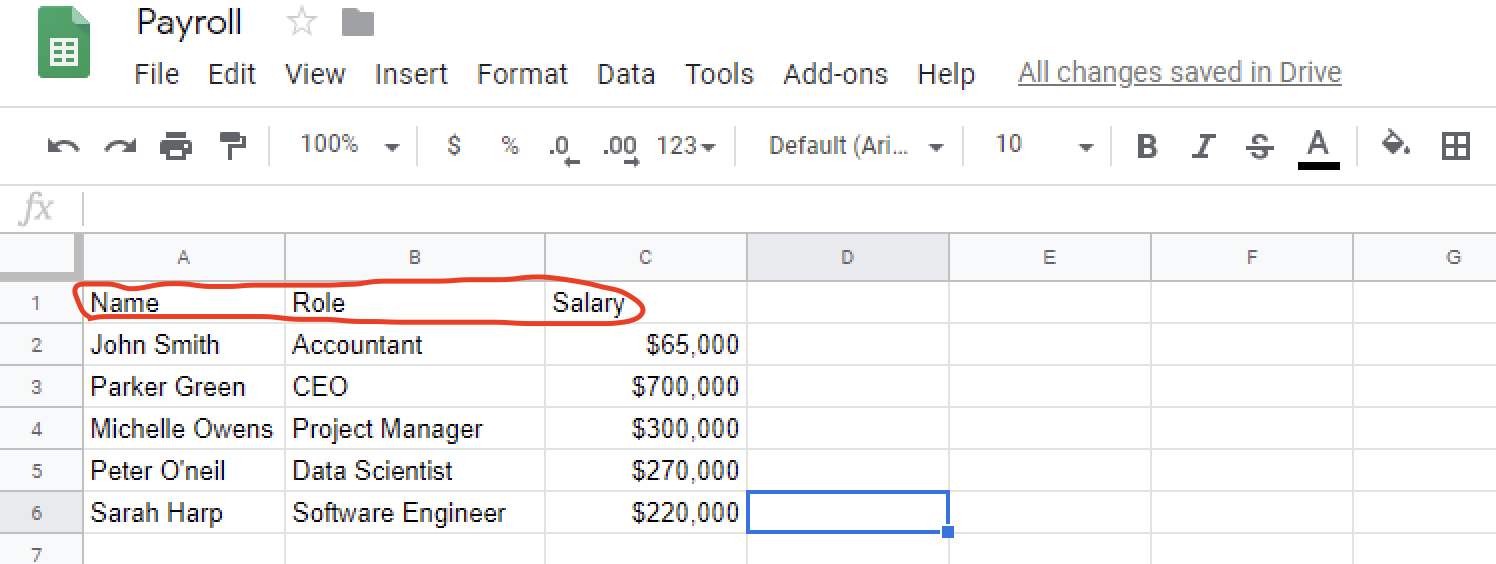 Payroll
File Edit View Insert Format Data Tools Add-ons Help All changes saved in Drive
100% $ % .0 .00 123 Default (Ari... 10 B I S A
fx
A B C D E F G
1 Name Role Salary
2 John Smith Accountant $65,000
3 Parker Green CEO $700,000
4 Michelle Owens Project Manager $300,000
5 Peter O'neil Data Scientist $270,000
6 Sarah Harp Software Engineer $220,000
7